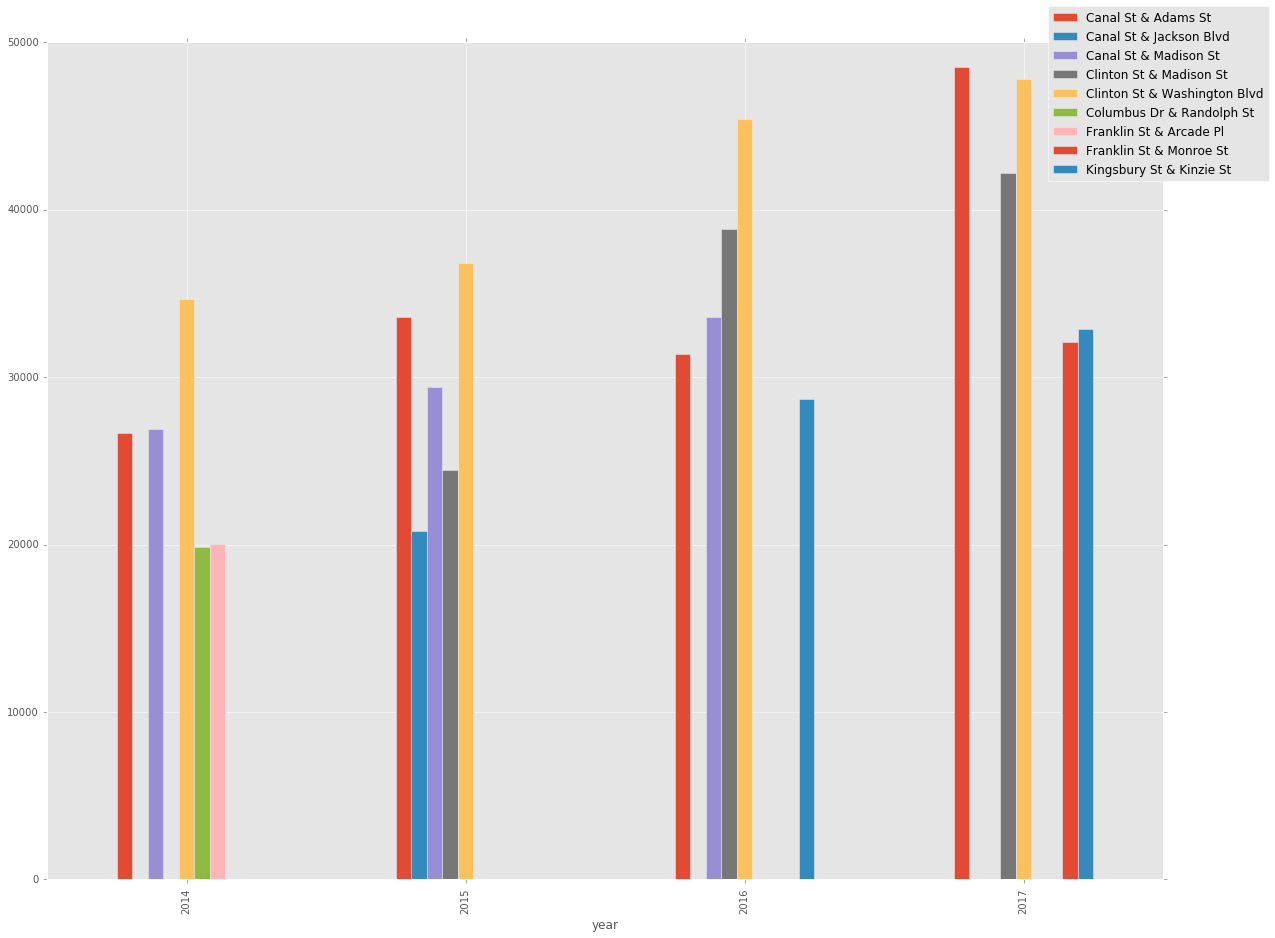 Canal St & Adams St
Canal St & Jackson Blvd
Canal St & Madison St
Clinton St & Madison St
Clinton St & Washington Blvd
Columbus Dr & Randolph St
Franklin St & Arcade Pl
Franklin St & Monroe St
Kingsbury St & Kinzie St
50000
40000
30000
20000
10000
0
2014
2015
2016
2017
year